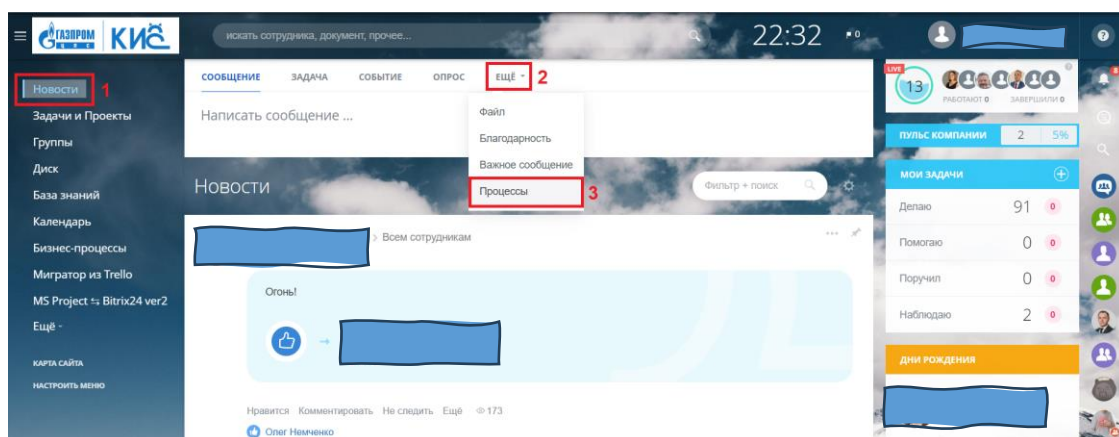 ГАЗПРОМ
ЦПС
КИС
искать сотрудника, документ, прочее...
22:32
0
?
Новости
1
Задачи и Проекты
Группы
Диск
База знаний
Календарь
Бизнес-процессы
Мигратор из Trello
MS Project ⇆ Bitrix24 ver2
Ещё
КАРТА САЙТА
НАСТРОИТЬ МЕНЮ
СООБЩЕНИЕ ЗАДАЧА СОБЫТИЕ ОПРОС ЕЩЁ 2
Написать сообщение ...
Файл
Благодарность
Важное сообщение
Процессы 3
Новости
Фильтр + поиск
> Всем сотрудникам
Огонь!
Нравится Комментировать Не следить Ещё 173
Олег Немченко
LIVE
13
РАБОТАЮТ 0 ЗАВЕРШИЛИ 0
ПУЛЬС КОМПАНИИ 2 5%
МОИ ЗАДАЧИ
Делаю 91 0
Помогаю 0 0
Поручил 0 0
Наблюдаю 2 0
ДНИ РОЖДЕНИЯ